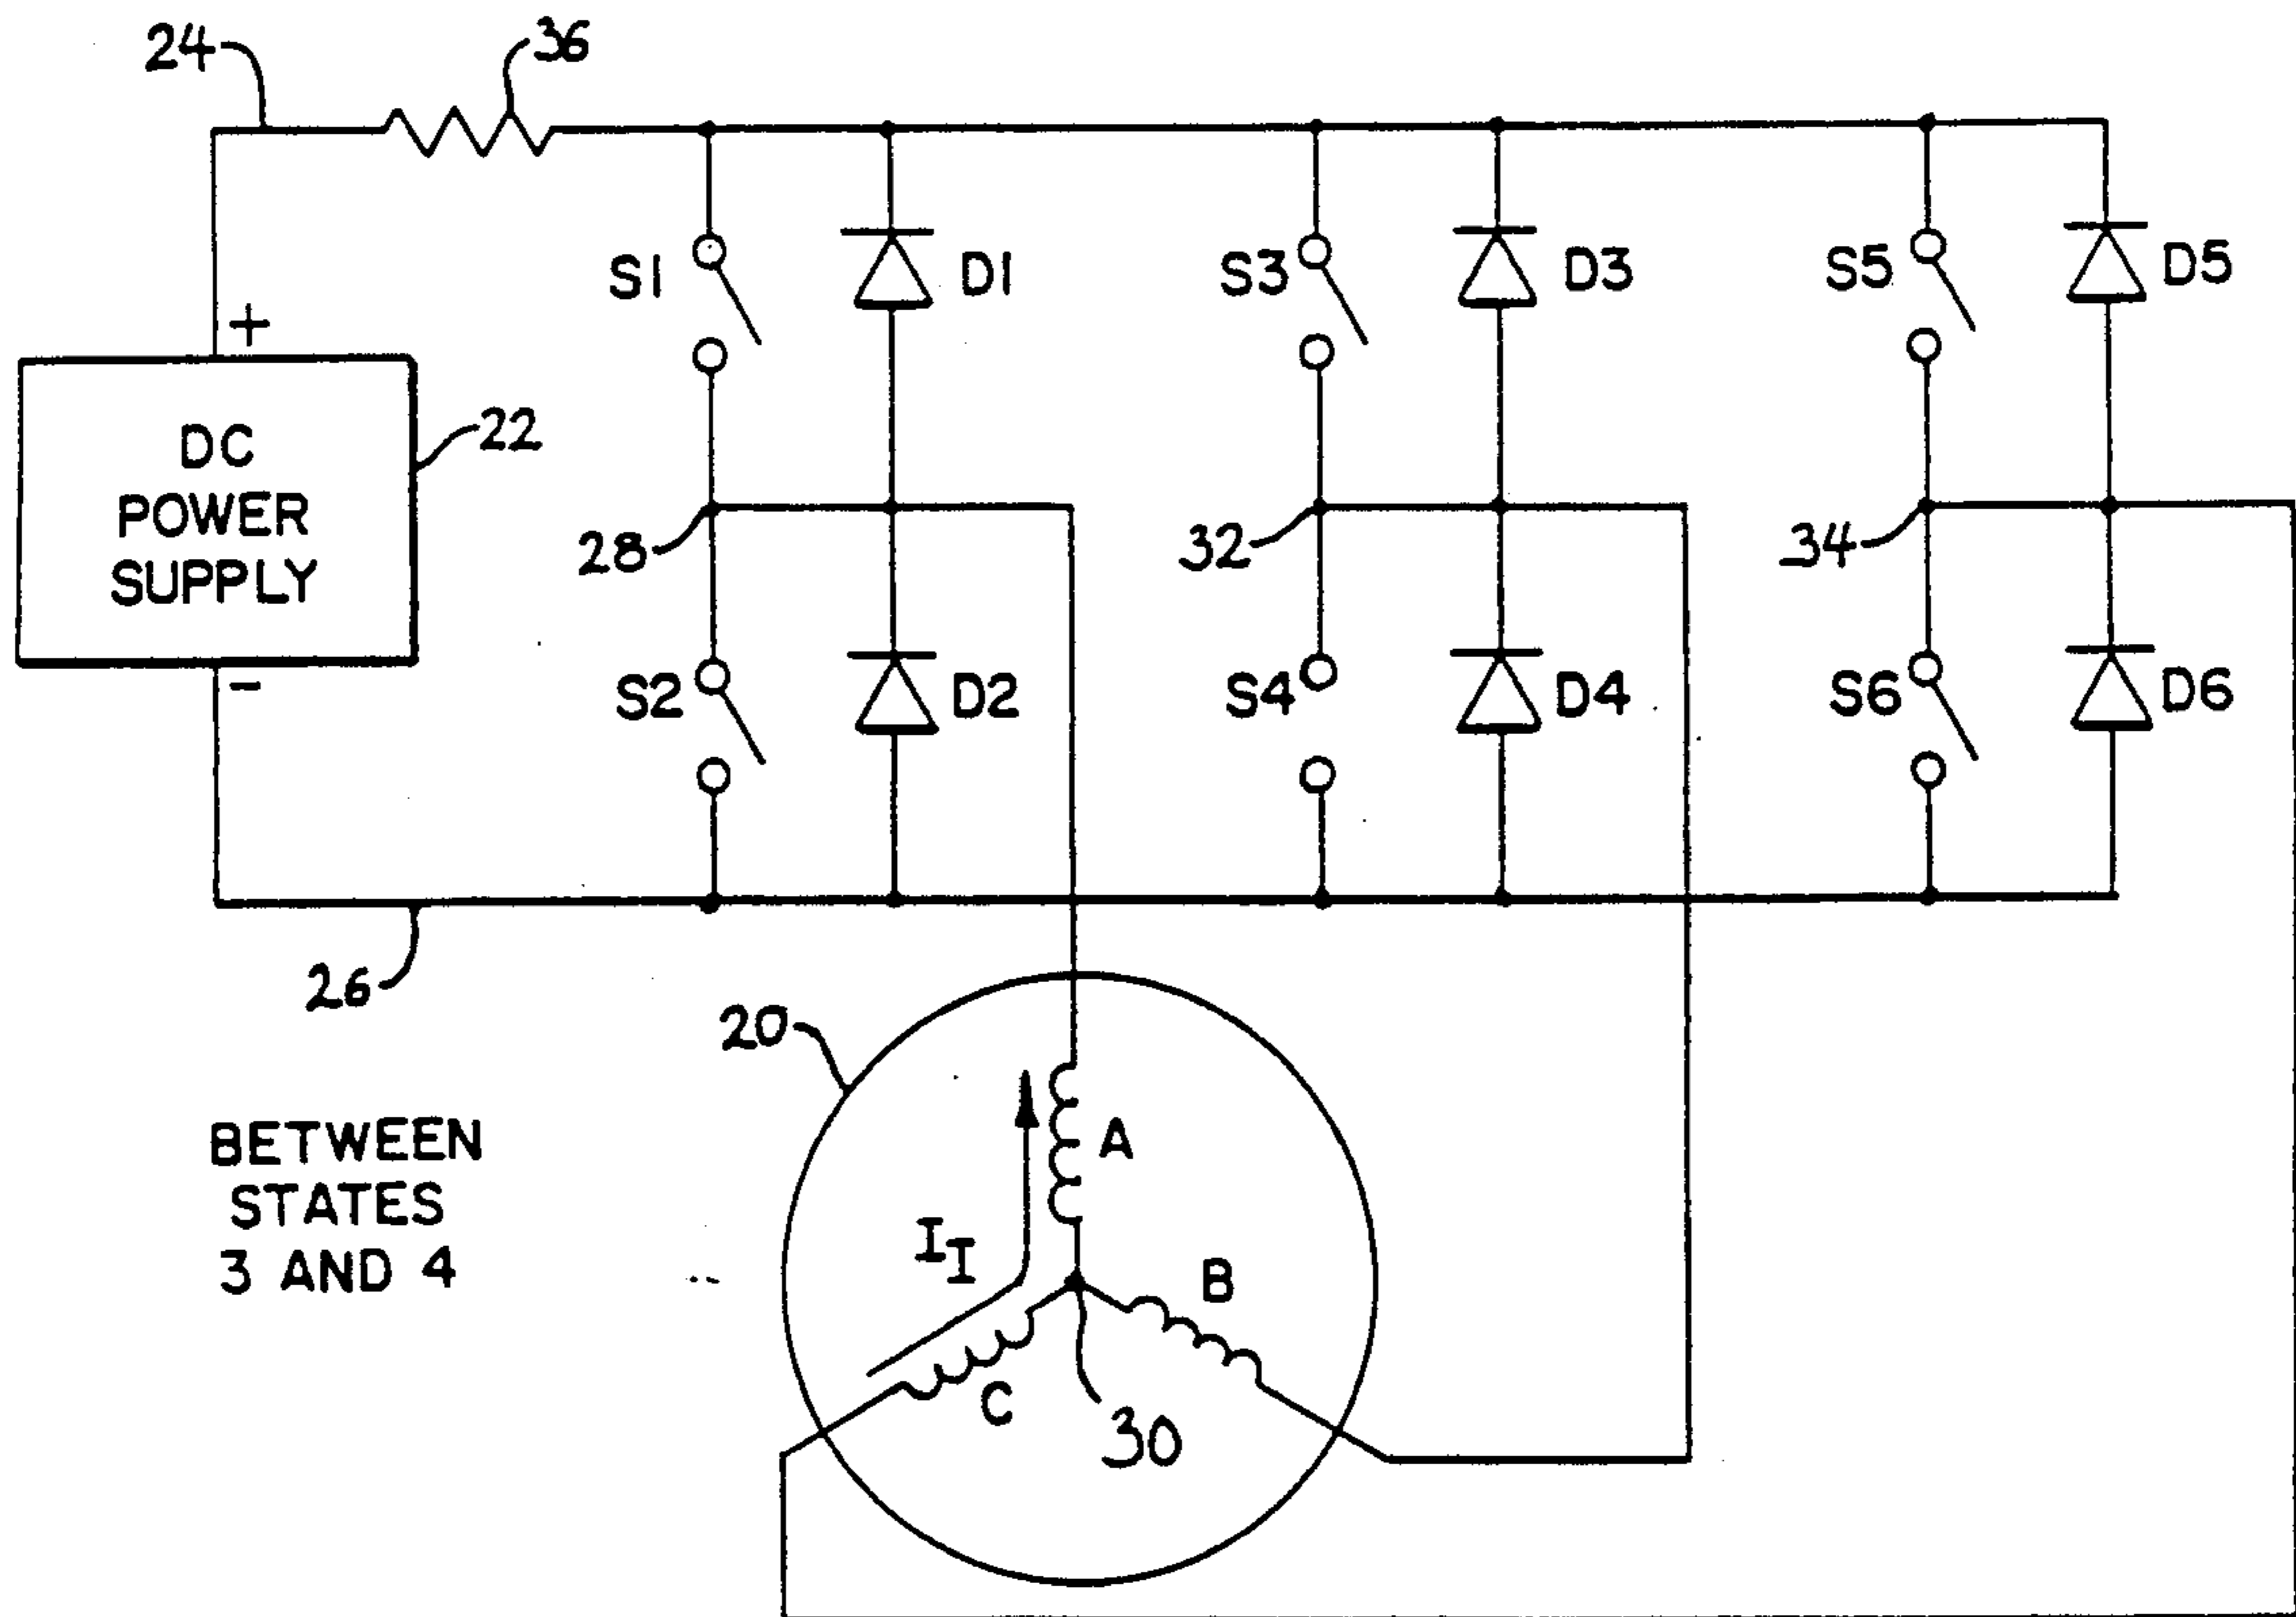 24
36
S1
D1
S3
D3
S5
D5
+
DC
POWER
SUPPLY
22
28
32
34
-
S2
D2
S4
D4
S6
D6
26
20
BETWEEN
STATES
3 AND 4
A
II
B
C
30